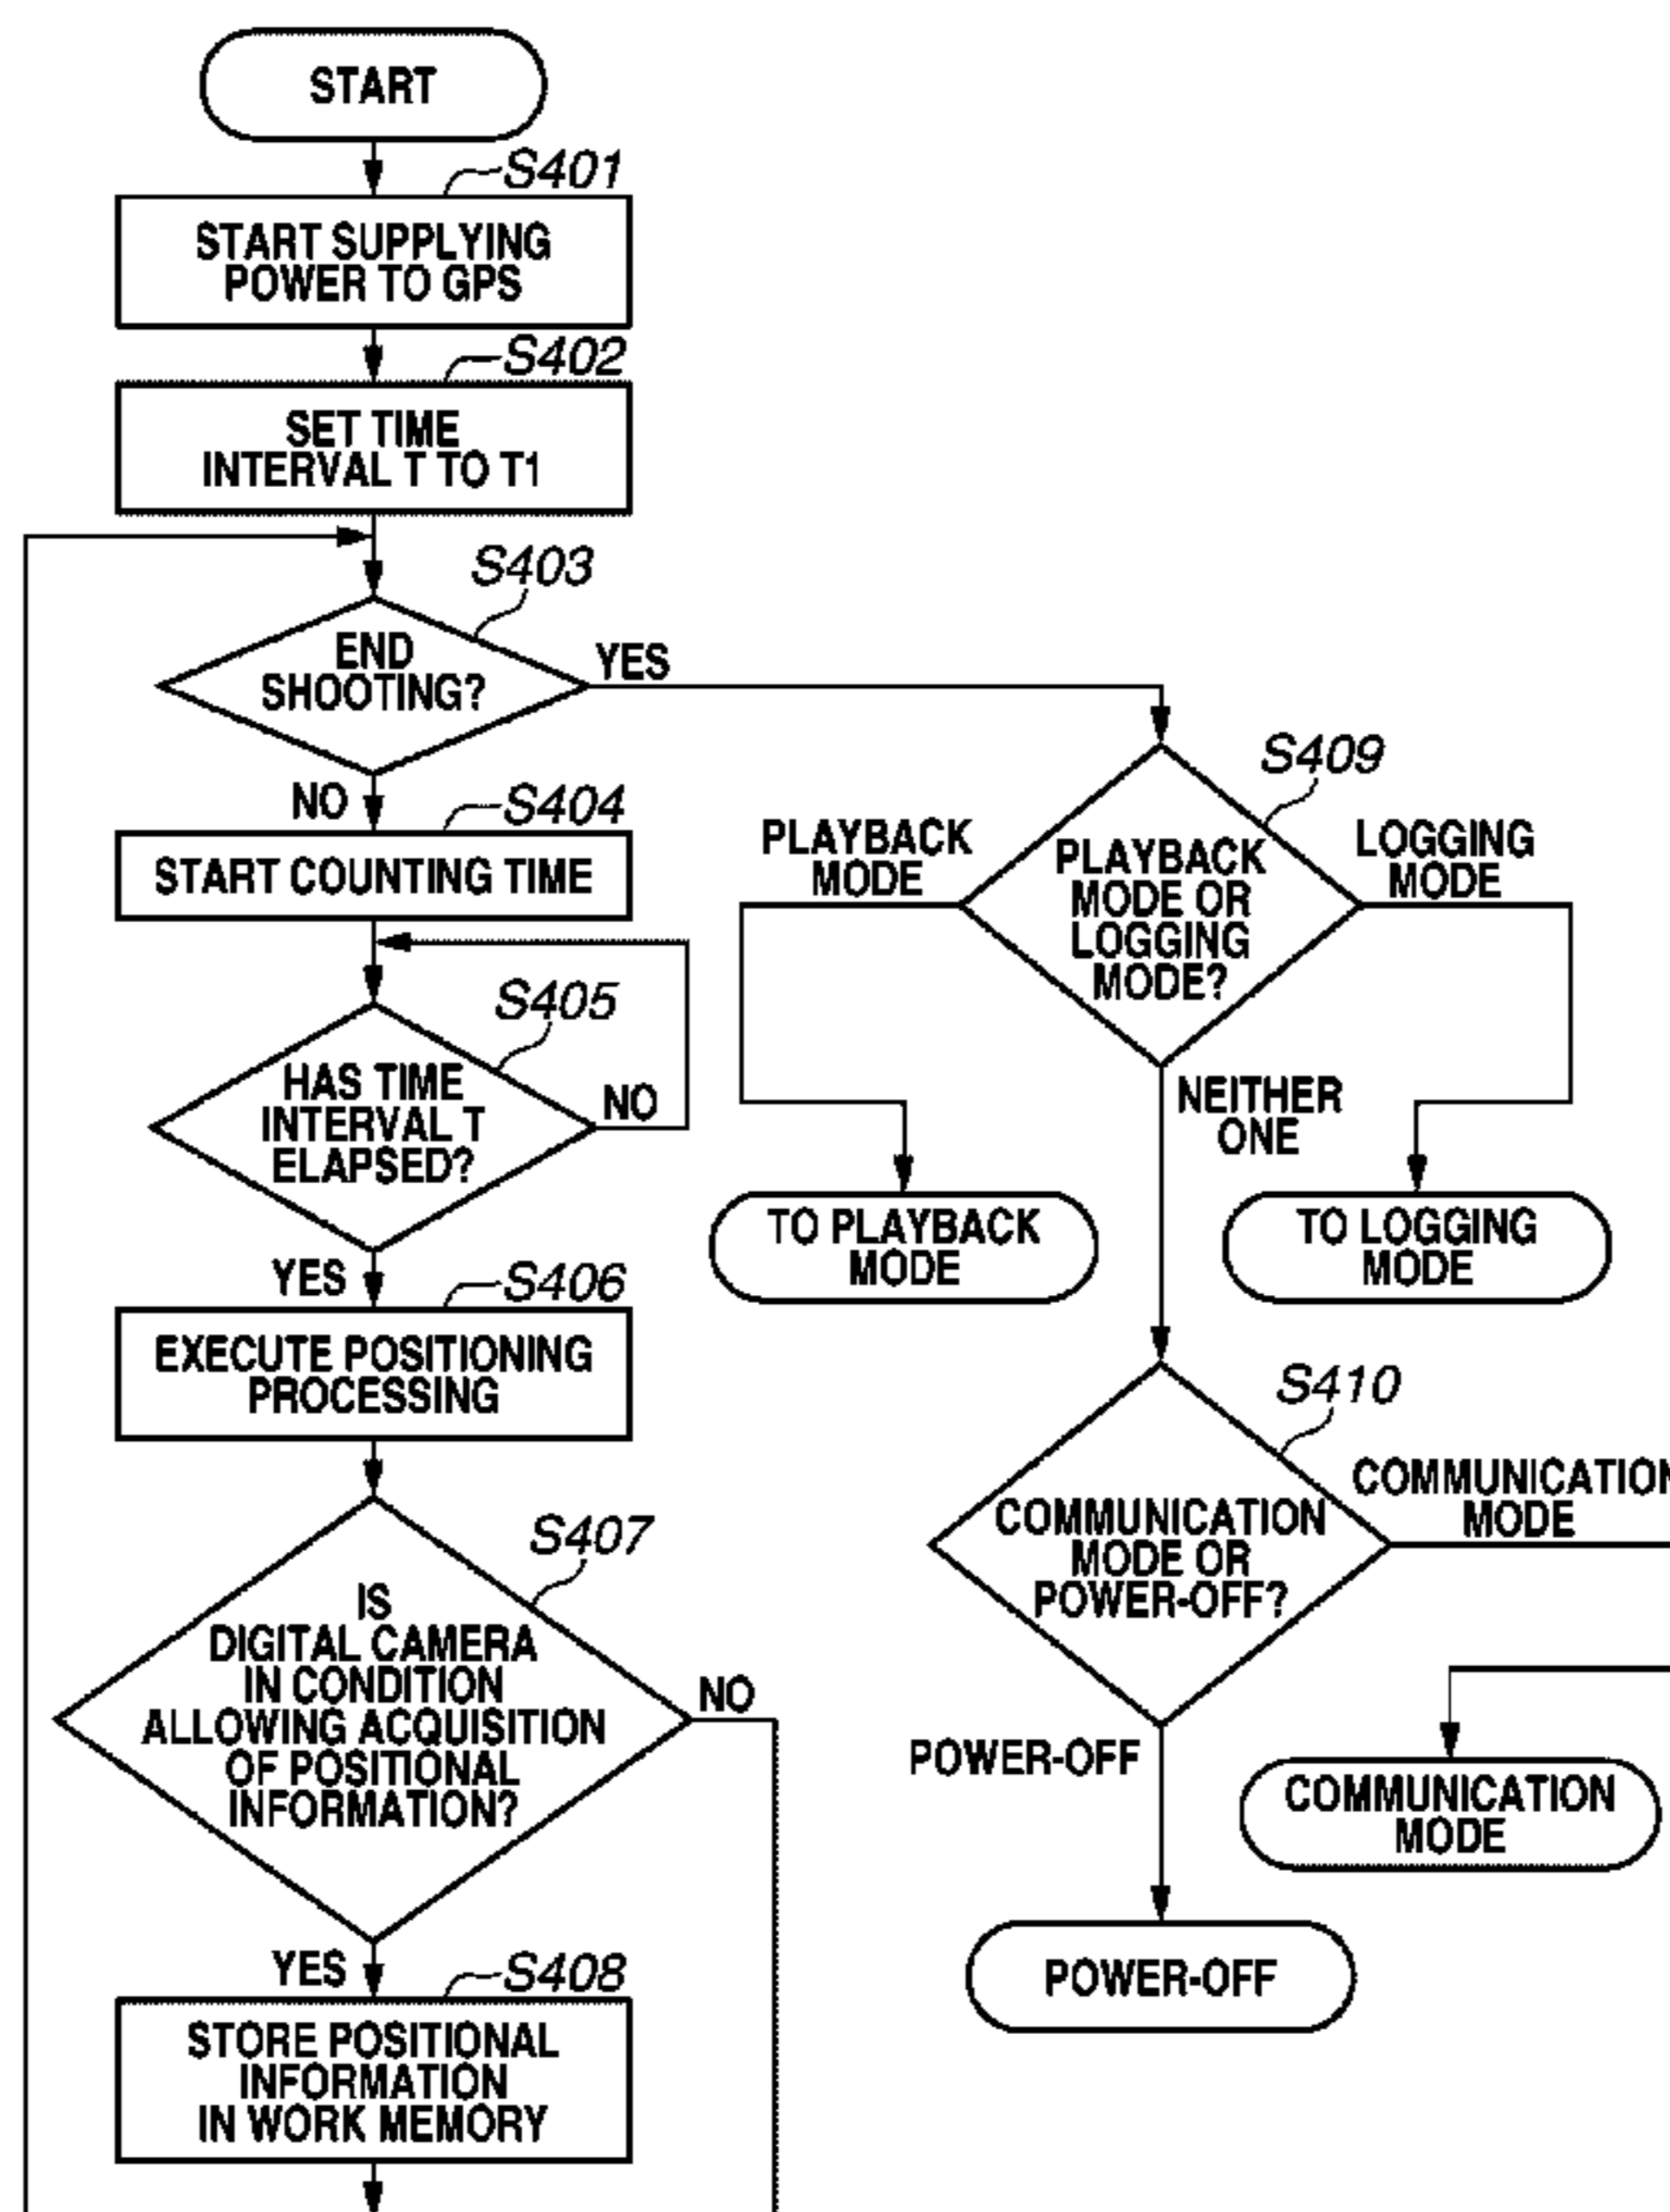 START
S401
START SUPPLYING
POWER TO GPS
S402
SET TIME
INTERVAL T TO T1
S403
END
SHOOTING?
YES
NO
S404
START COUNTING TIME
S405
HAS TIME
INTERVAL T
ELAPSED?
NO
YES
S406
EXECUTE POSITIONING
PROCESSING
S407
IS
DIGITAL CAMERA
IN CONDITION
ALLOWING ACQUISITION
OF POSITIONAL
INFORMATION?
NO
YES
S408
STORE POSITIONAL
INFORMATION
IN WORK MEMORY
S409
PLAYBACK
MODE OR
LOGGING
MODE?
PLAYBACK
MODE
LOGGING
MODE
NEITHER
ONE
TO PLAYBACK
MODE
TO LOGGING
MODE
S410
COMMUNICATION
MODE OR
POWER-OFF?
COMMUNICATION
MODE
POWER-OFF
COMMUNICATION
MODE
POWER-OFF